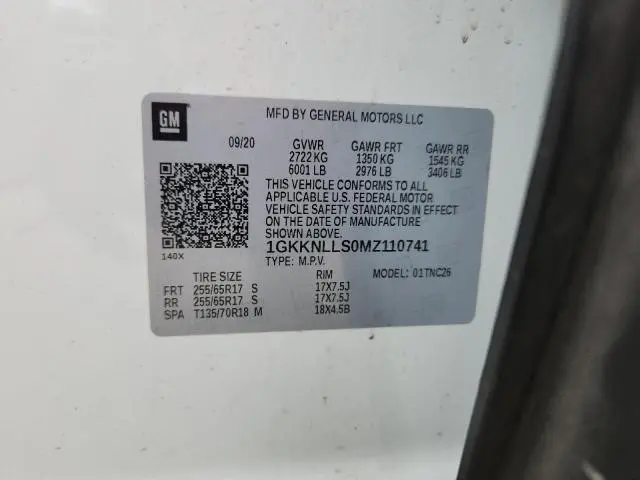 GM
MFD BY GENERAL MOTORS LLC
09/20 GVWR GAWR FRT GAWR RR
2722 KG 1350 KG 1545 KG
6001 LB 2976 LB 3406 LB
THIS VEHICLE CONFORMS TO ALL
APPLICABLE U.S. FEDERAL MOTOR
VEHICLE SAFETY STANDARDS IN EFFECT
ON THE DATE OF MANUFACTURE
SHOWN ABOVE.
140X 1GKKNLLS0MZ110741
TYPE: M.P.V. MODEL: 01TNC26
TIRE SIZE RIM
FRT 255/65R17 S 17X7.5J
RR 255/65R17 S 17X7.5J
SPA T135/70R18 M 18X4.5B